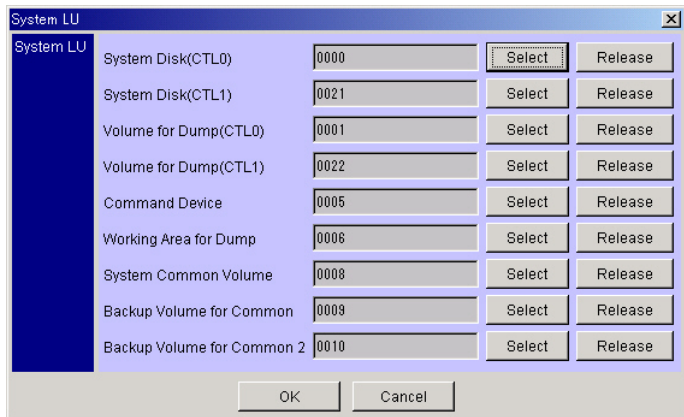 System LU
System LU
System Disk(CTL0) 0000 Select Release
System Disk(CTL1) 0021 Select Release
Volume for Dump(CTL0) 0001 Select Release
Volume for Dump(CTL1) 0022 Select Release
Command Device 0005 Select Release
Working Area for Dump 0006 Select Release
System Common Volume 0008 Select Release
Backup Volume for Common 0009 Select Release
Backup Volume for Common 2 0010 Select Release
OK Cancel